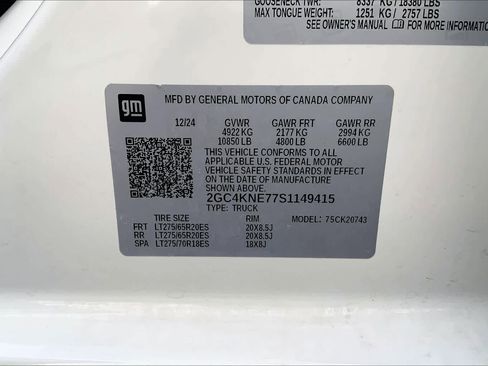 GOOSENECK TWR: 8337 KG / 18380 LBS
MAX TONGUE WEIGHT: 1251 KG / 2757 LBS
SEE OWNER'S MANUAL FOR MORE INFORMATION
gm
MFD BY GENERAL MOTORS OF CANADA COMPANY
12/24 GVWR GAWR FRT GAWR RR
4922 KG 2177 KG 2994 KG
10850 LB 4800 LB 6600 LB
THIS VEHICLE CONFORMS TO ALL
APPLICABLE U.S. FEDERAL MOTOR
VEHICLE SAFETY STANDARDS IN EFFECT
ON THE DATE OF MANUFACTURE
SHOWN ABOVE.
2GC4KNE77S1149415
TYPE: TRUCK
TIRE SIZE RIM MODEL: 7SCK20743
FRT LT275/65R20ES 20X8.5J
RR LT275/65R20ES 20X8.5J
SPA LT275/70R18ES 18X8J